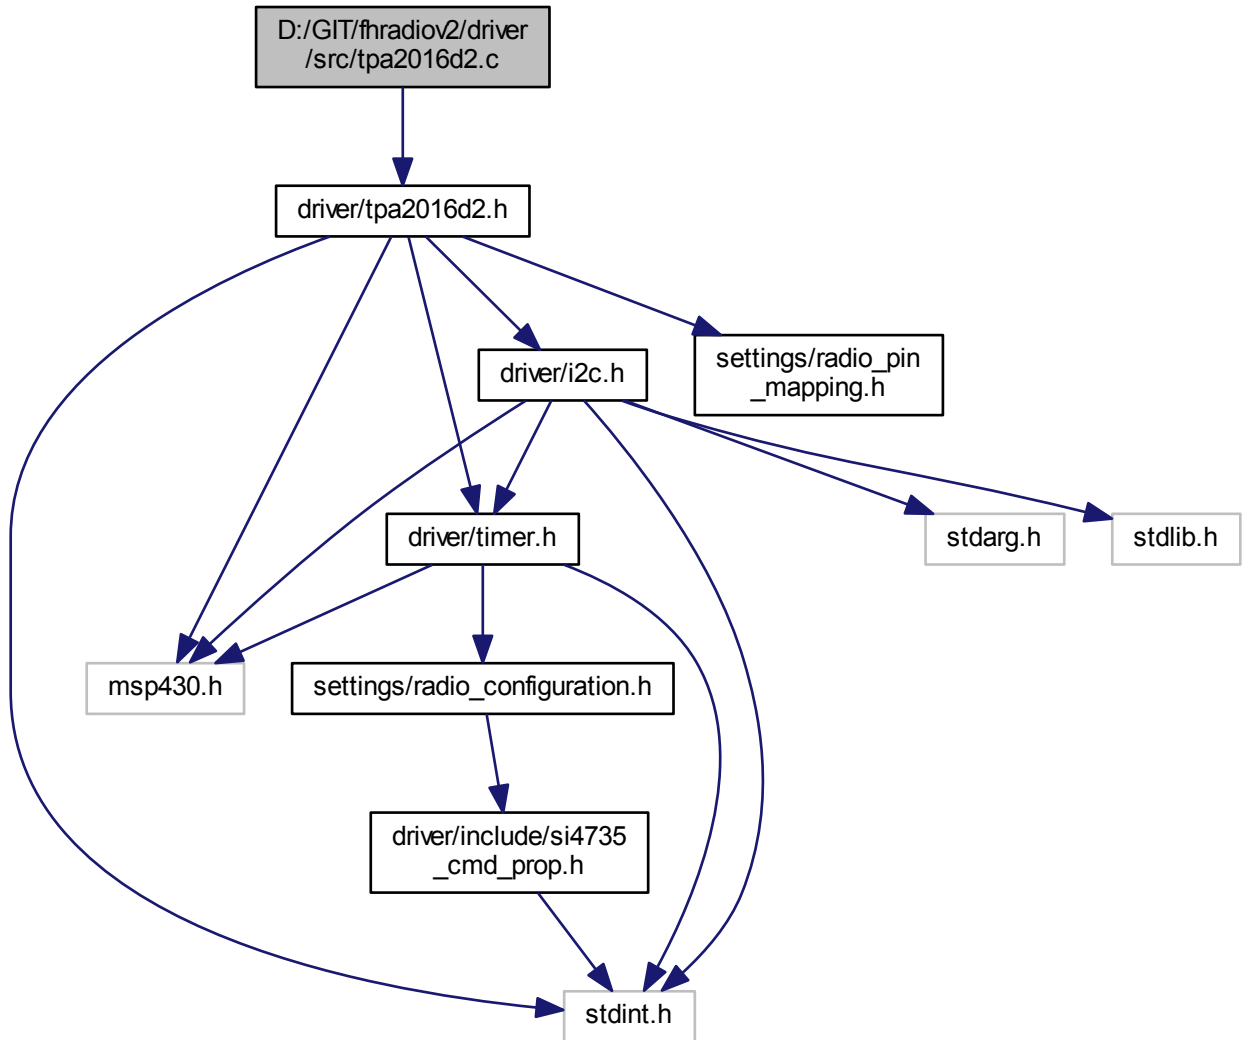 D:/GIT/fhradiov2/driver
/src/tpa2016d2.c
driver/tpa2016d2.h
settings/radio_pin
_mapping.h
driver/i2c.h
driver/timer.h
stdarg.h
stdlib.h
msp430.h
settings/radio_configuration.h
driver/include/si4735
_cmd_prop.h
stdint.h